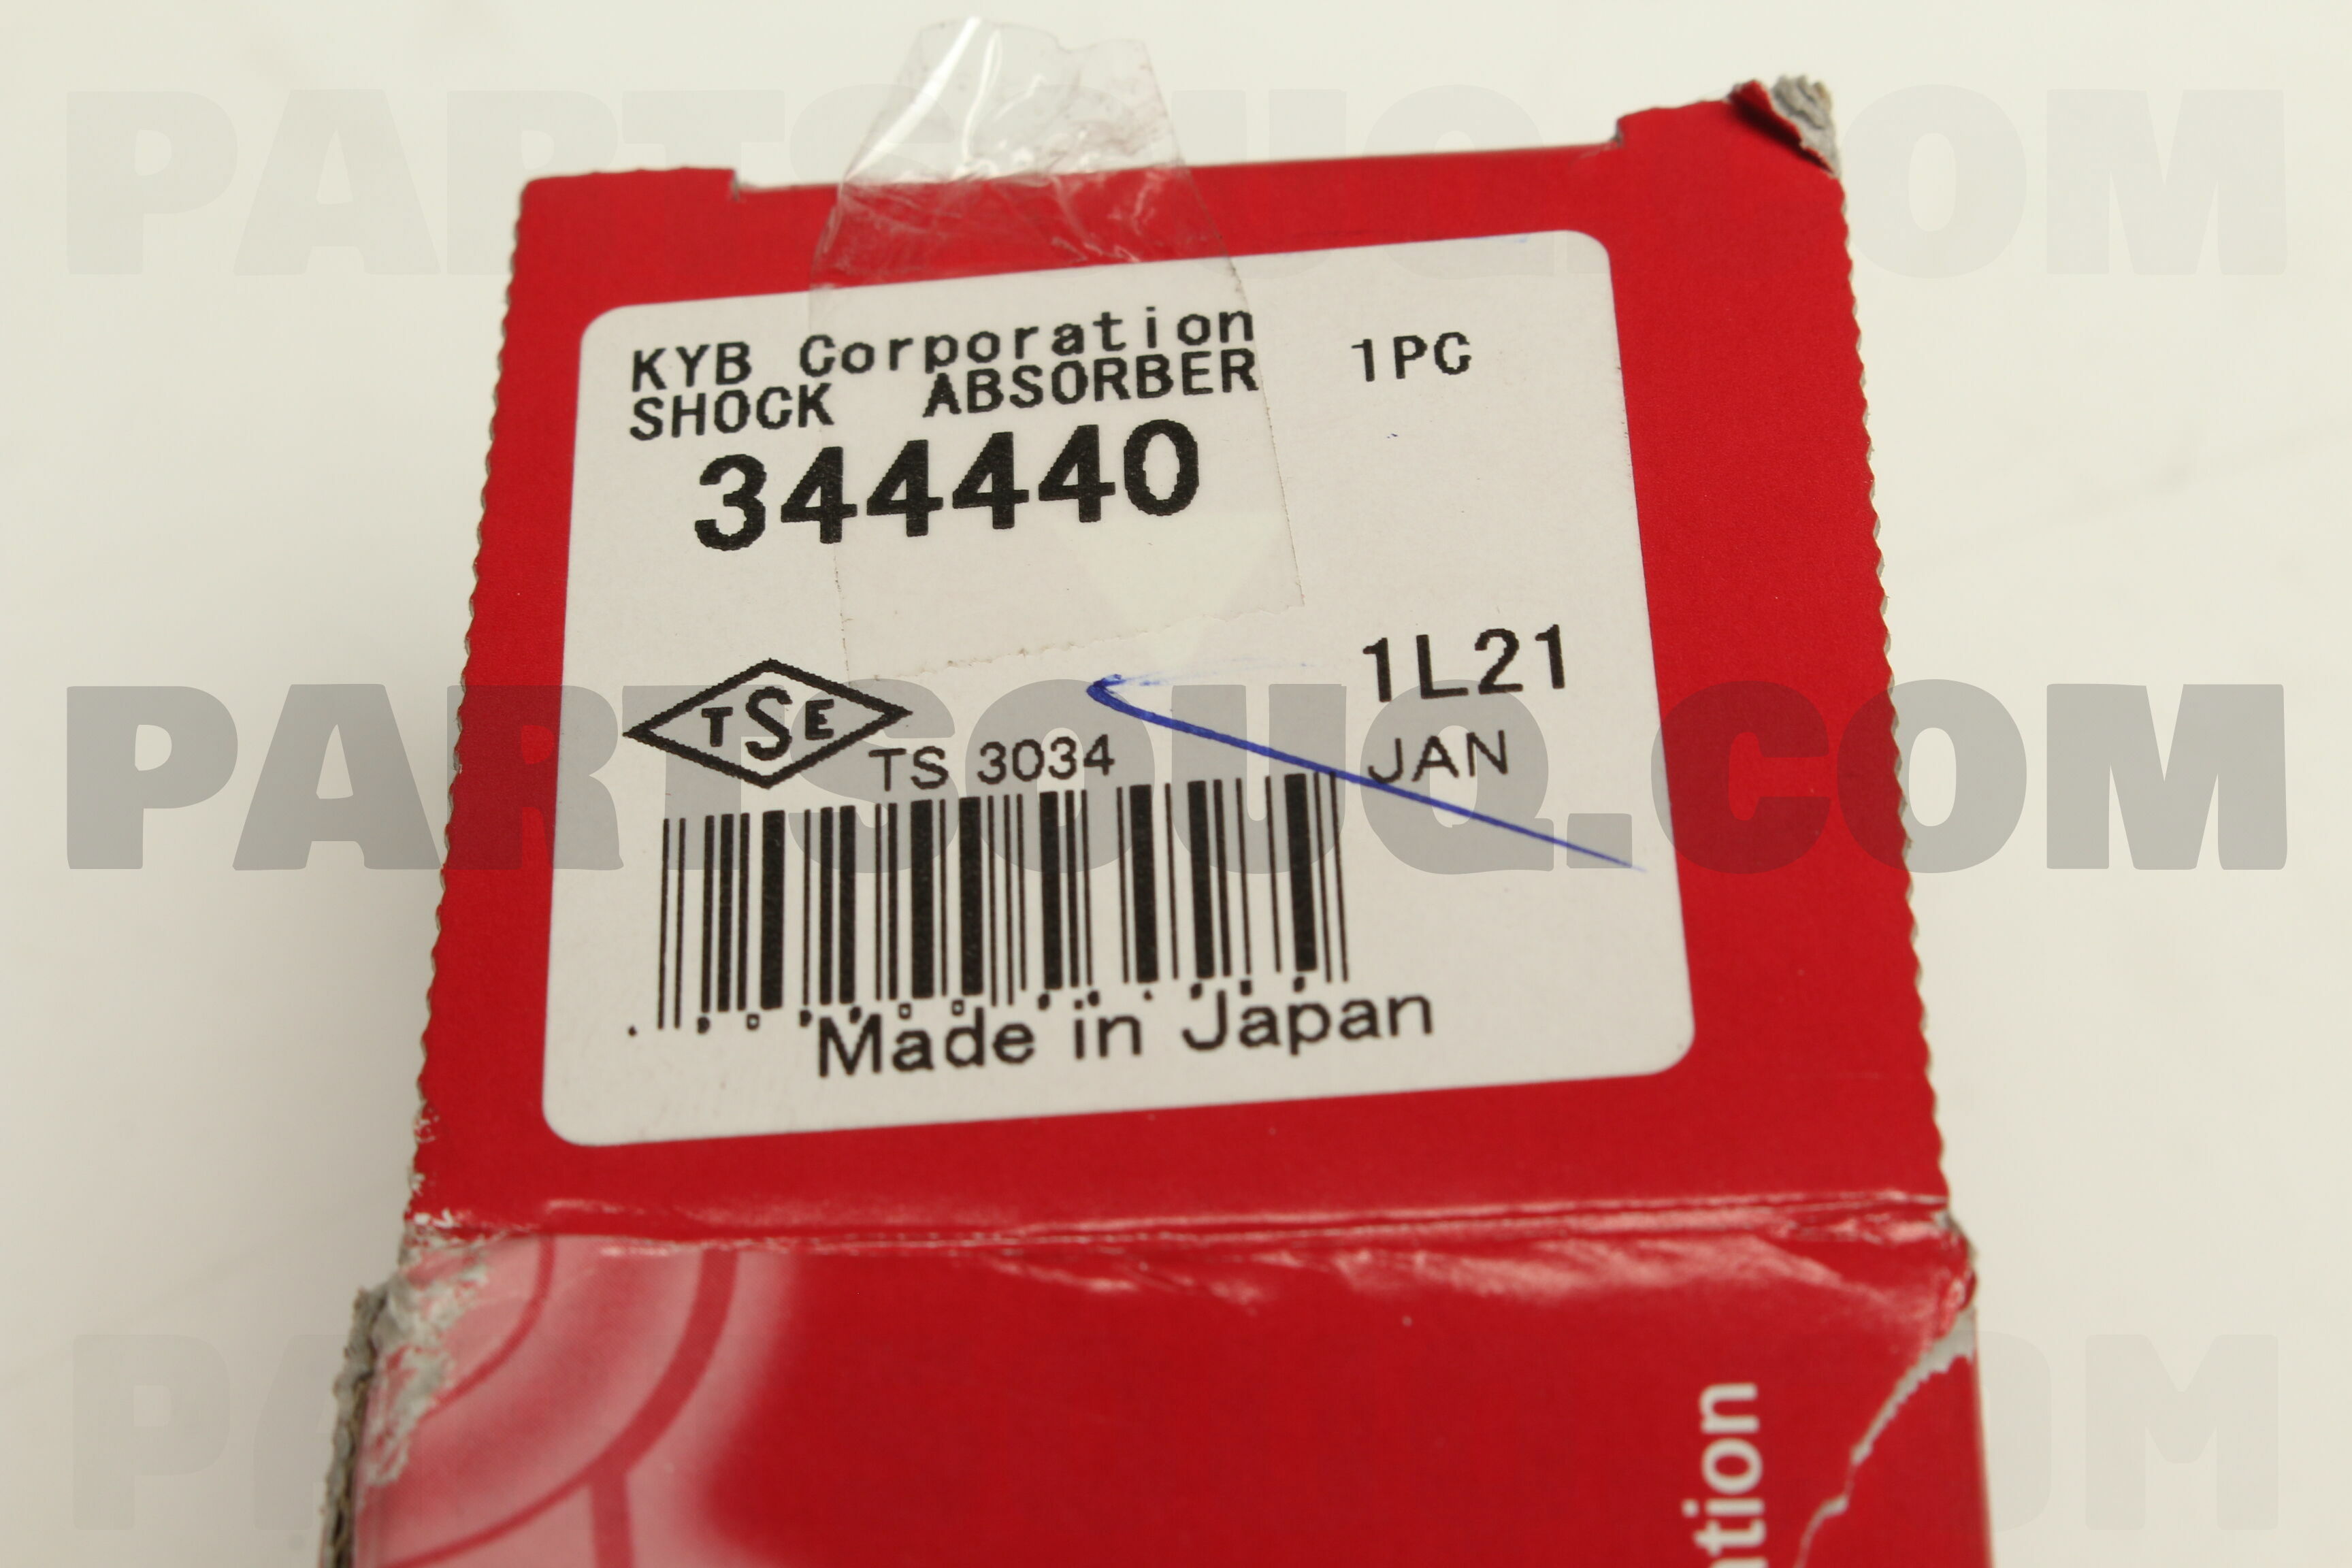 PARTSOUQ.COM
KYB Corporation
SHOCK ABSORBER 1PC
344440
1L21
TSE
TS 3034
JAN
PARTSOUQ.COM
Made in Japan
PARTSOUQ.COM